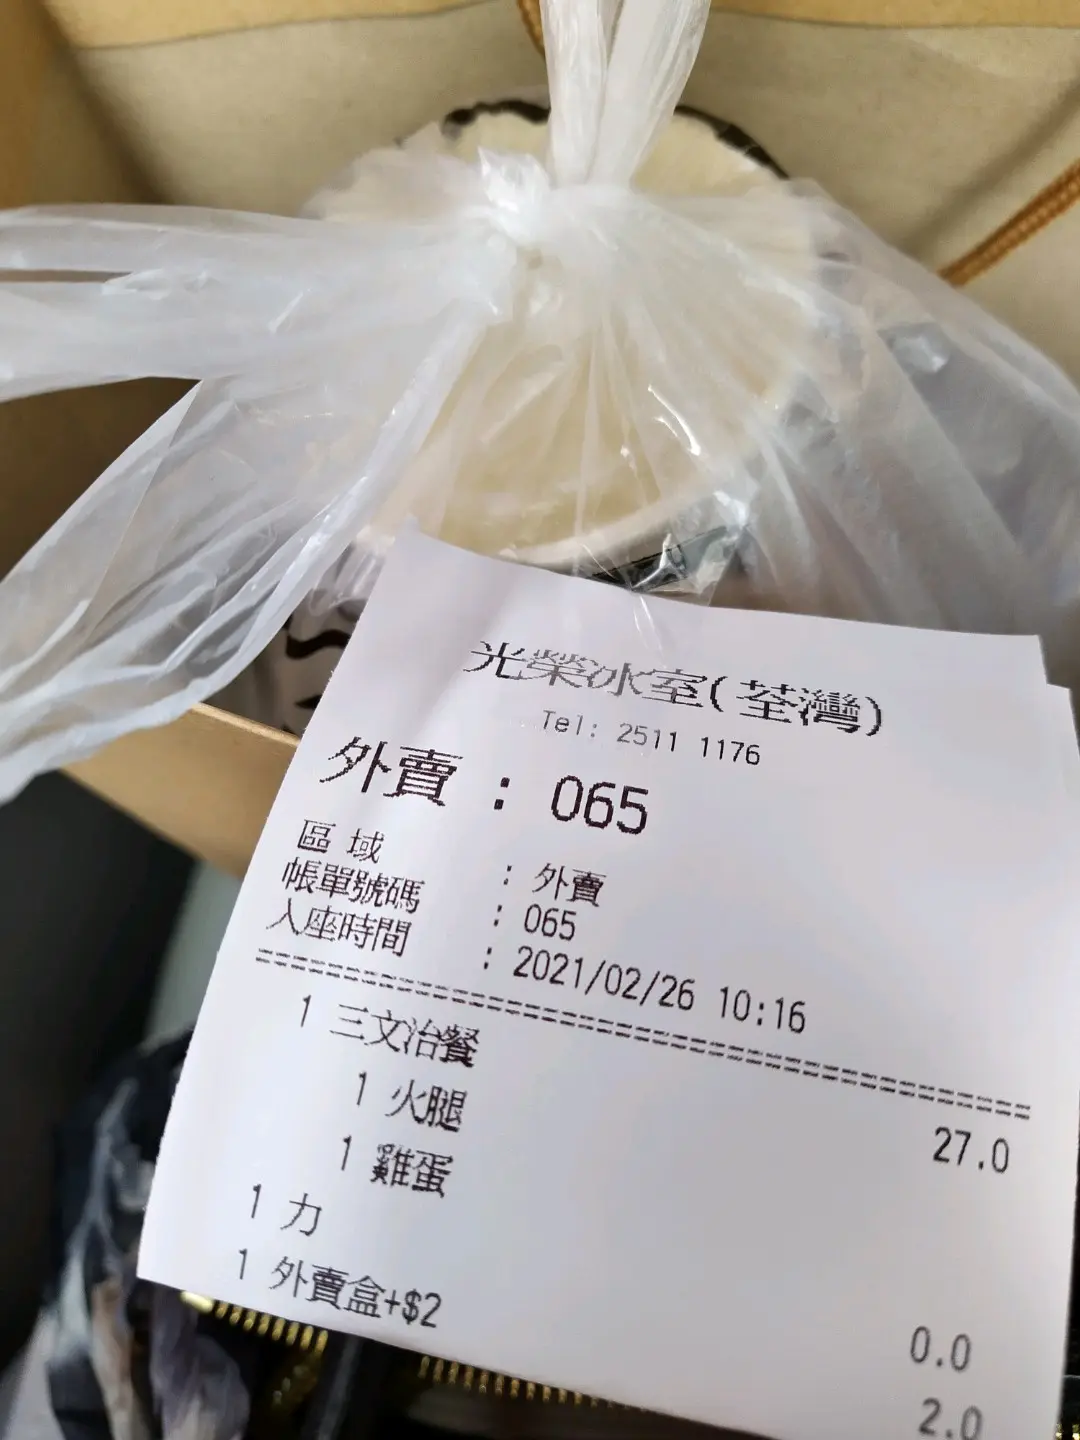 光榮冰室(荃灣)
Tel: 2511 1176
外賣 : 065
區 域 : 外賣
帳單號碼 : 065
入座時間 : 2021/02/26 10:16
1 三文治餐 27.0
1 火腿
1 雞蛋
1 力 0.0
1 外賣盒+$2 2.0